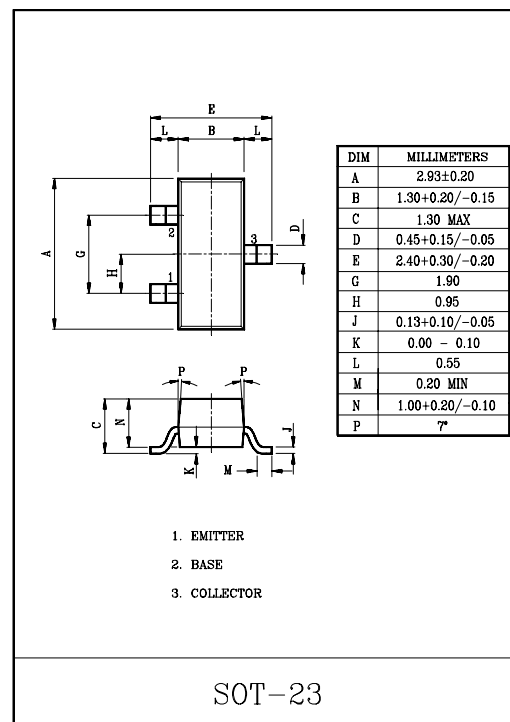 E
L B L
DIM MILLIMETERS
A 2.93±0.20
B 1.30+0.20/-0.15
C 1.30 MAX
D 0.45+0.15/-0.05
E 2.40+0.30/-0.20
G 1.90
H 0.95
J 0.13+0.10/-0.05
K 0.00 - 0.10
L 0.55
M 0.20 MIN
N 1.00+0.20/-0.10
P 7°
A
G
H
2
1
3
D
P P
C
N
K
M
J
1. EMITTER
2. BASE
3. COLLECTOR
SOT-23